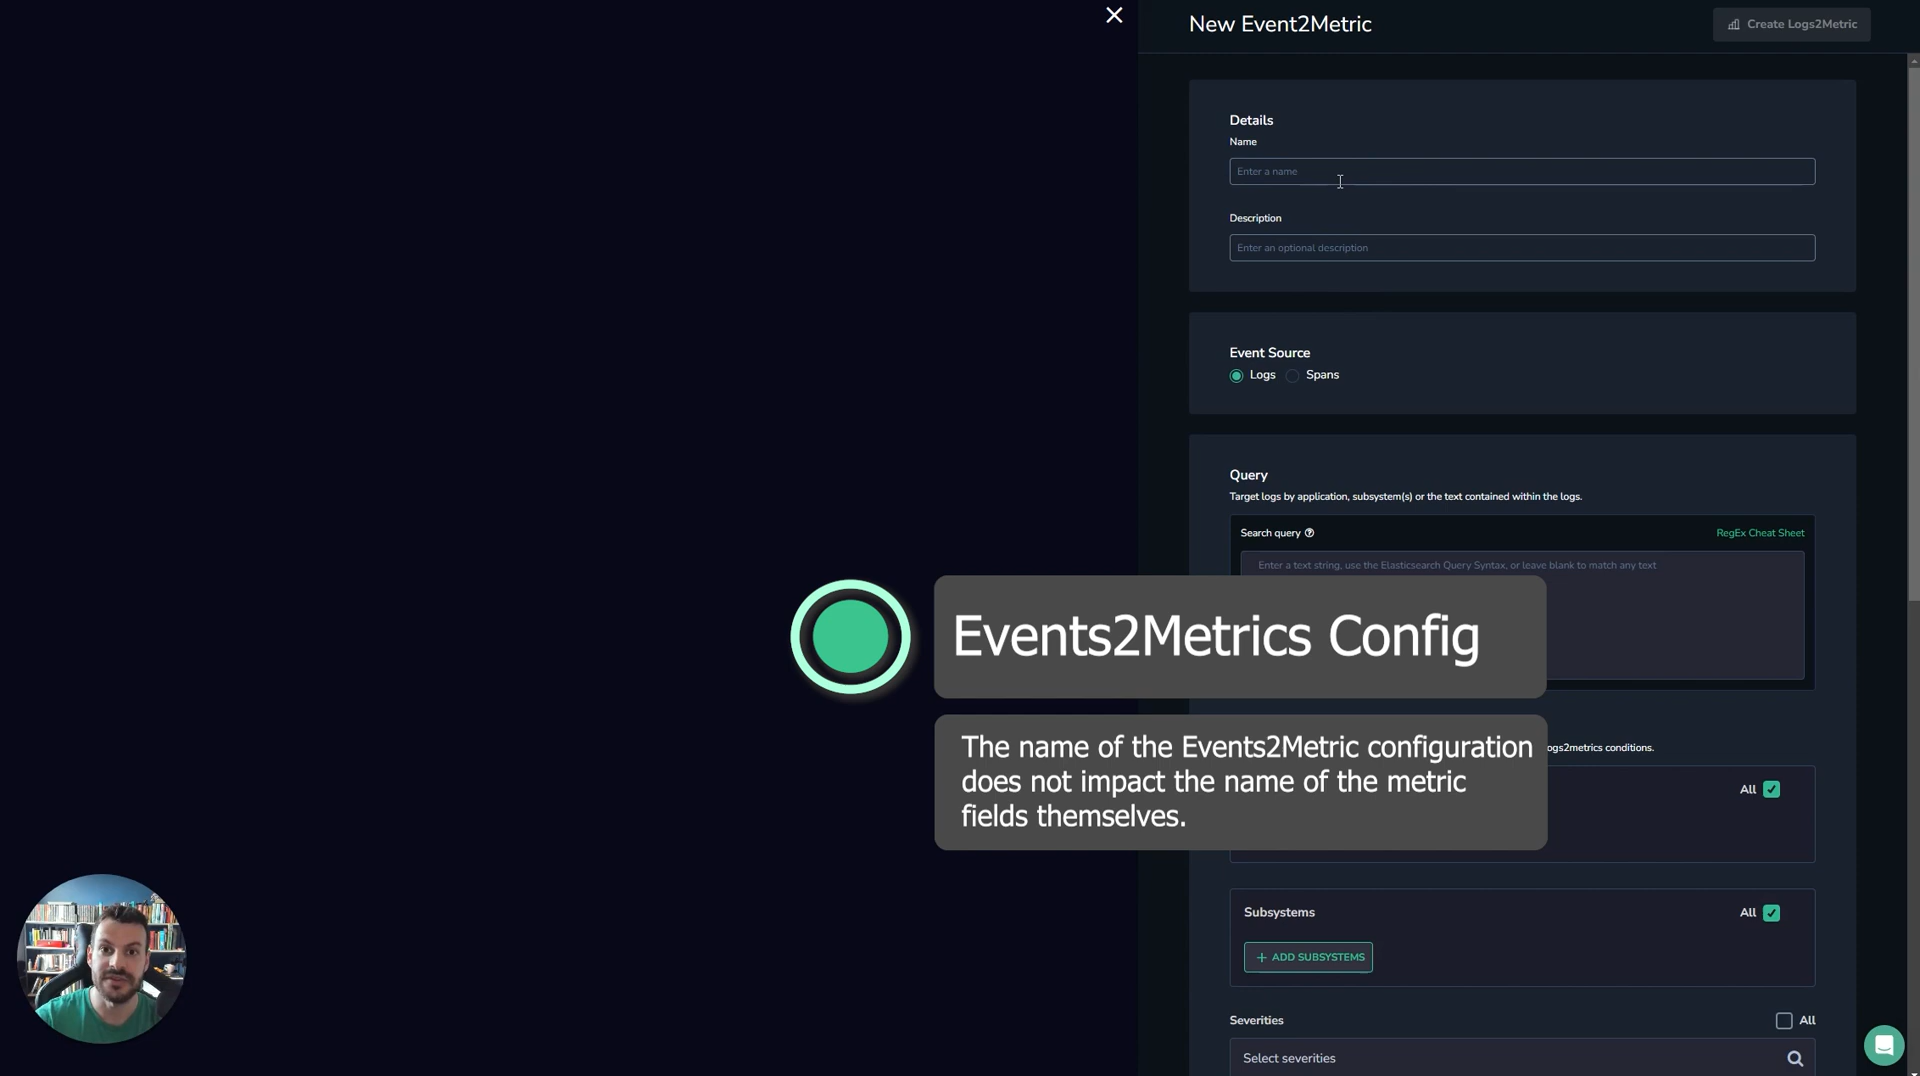 New Event2Metric
Create Logs2Metric
Details
Name
Enter a name
Description
Enter an optional description
Event Source
Logs
Spans
Query
Target logs by application, subsystem(s) or the text contained within the logs.
Search query
RegEx Cheat Sheet
Enter a text string, use the Elasticsearch Query Syntax, or leave blank to match any text
Events2Metrics Config
The name of the Events2Metric configuration
does not impact the name of the metric
fields themselves.
ogs2metrics conditions.
All
Subsystems
All
+ ADD SUBSYSTEMS
Severities
All
Select severities